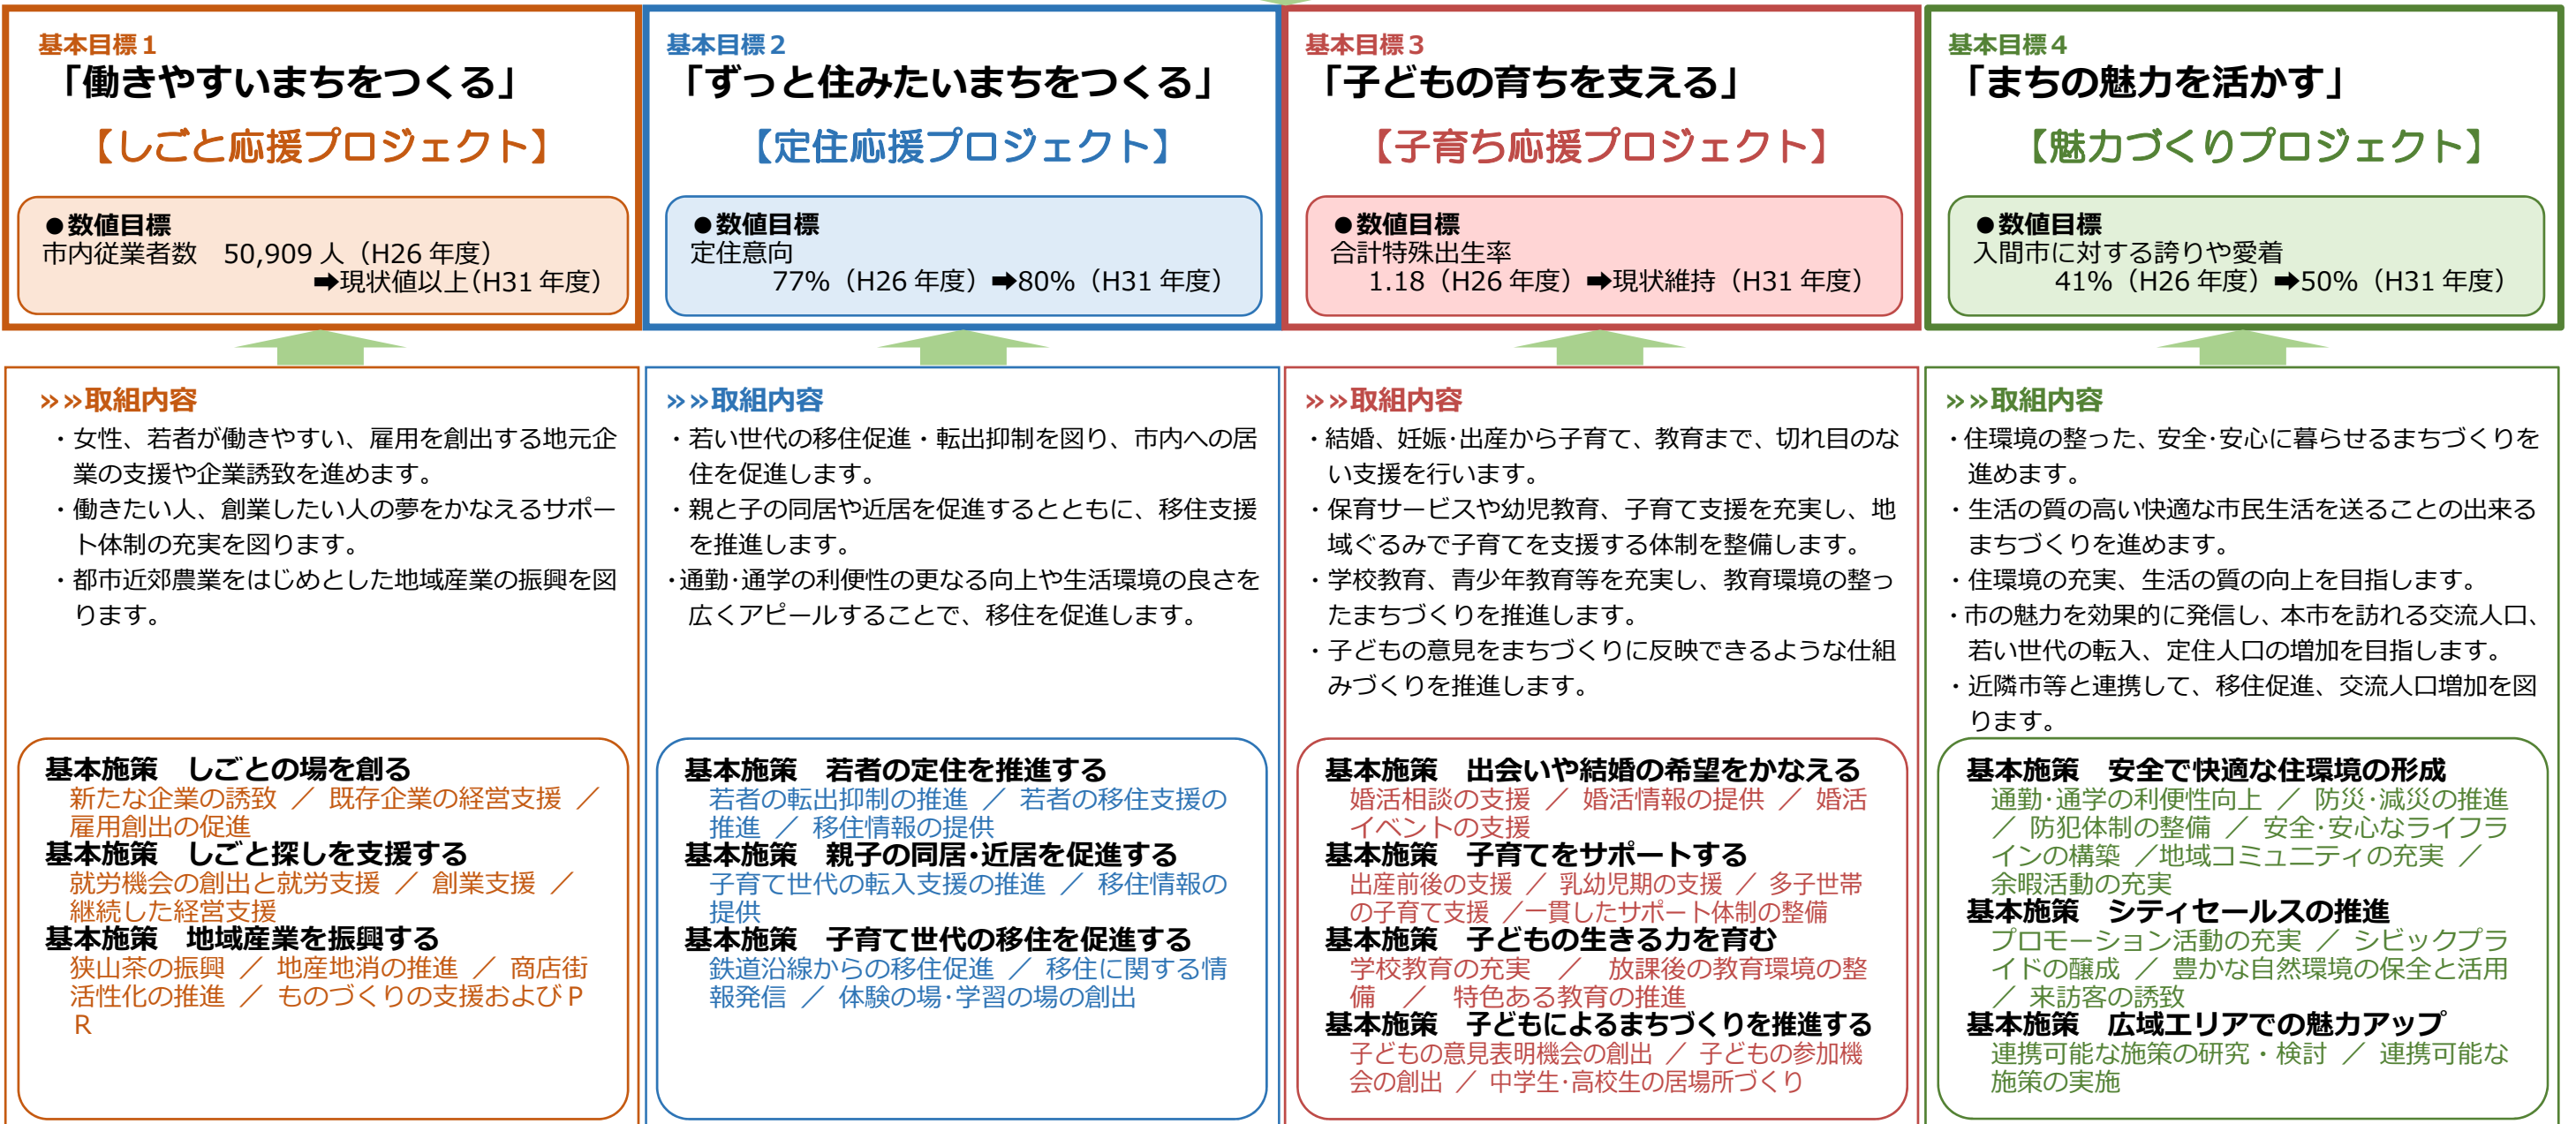 基本目標１
「働きやすいまちをつくる」
【しごと応援プロジェクト】
●数値目標
市内従業者数　50,909 人（H26 年度）
➡現状値以上（H31 年度）
»»取組内容
・女性、若者が働きやすい、雇用を創出する地元企
業の支援や企業誘致を進めます。
・働きたい人、創業したい人の夢をかなえるサポー
ト体制の充実を図ります。
・都市近郊農業をはじめとした地域産業の振興を図
ります。
基本施策　しごとの場を創る
新たな企業の誘致 ／ 既存企業の経営支援 ／
雇用創出の促進
基本施策　しごと探しを支援する
就労機会の創出と就労支援 ／ 創業支援 ／
継続した経営支援
基本施策　地域産業を振興する
狭山茶の振興 ／ 地産地消の推進 ／ 商店街
活性化の推進 ／ ものづくりの支援および P
R
基本目標２
「ずっと住みたいまちをつくる」
【定住応援プロジェクト】
●数値目標
定住意向
77%（H26 年度）➡80%（H31 年度）
»»取組内容
・若い世代の移住促進・転出抑制を図り、市内への居
住を促進します。
・親と子の同居や近居を促進するとともに、移住支援
を推進します。
・通勤･通学の利便性の更なる向上や生活環境の良さを
広くアピールすることで、移住を促進します。
基本施策　若者の定住を推進する
若者の転出抑制の推進 ／ 若者の移住支援の
推進 ／ 移住情報の提供
基本施策　親子の同居･近居を促進する
子育て世代の転入支援の推進 ／ 移住情報の
提供
基本施策　子育て世代の移住を促進する
鉄道沿線からの移住促進 ／ 移住に関する情
報発信 ／ 体験の場･学習の場の創出
基本目標３
「子どもの育ちを支える」
【子育ち応援プロジェクト】
●数値目標
合計特殊出生率
1.18（H26 年度）➡現状維持（H31 年度）
»»取組内容
・結婚、妊娠･出産から子育て、教育まで、切れ目のな
い支援を行います。
・保育サービスや幼児教育、子育て支援を充実し、地
域ぐるみで子育てを支援する体制を整備します。
・学校教育、青少年教育等を充実し、教育環境の整っ
たまちづくりを推進します。
・子どもの意見をまちづくりに反映できるような仕組
みづくりを推進します。
基本施策　出会いや結婚の希望をかなえる
婚活相談の支援 ／ 婚活情報の提供 ／ 婚活
イベントの支援
基本施策　子育てをサポートする
出産前後の支援 ／ 乳幼児期の支援 ／ 多子世帯
の子育て支援 ／一貫したサポート体制の整備
基本施策　子どもの生きる力を育む
学校教育の充実　／　放課後の教育環境の整
備　／　特色ある教育の推進
基本施策　子どもによるまちづくりを推進する
子どもの意見表明機会の創出 ／ 子どもの参加機
会の創出 ／ 中学生･高校生の居場所づくり
基本目標４
「まちの魅力を活かす」
【魅力づくりプロジェクト】
●数値目標
入間市に対する誇りや愛着
41%（H26 年度）➡50%（H31 年度）
»»取組内容
・住環境の整った、安全･安心に暮らせるまちづくりを
進めます。
・生活の質の高い快適な市民生活を送ることの出来る
まちづくりを進めます。
・住環境の充実、生活の質の向上を目指します。
・市の魅力を効果的に発信し、本市を訪れる交流人口、
若い世代の転入、定住人口の増加を目指します。
・近隣市等と連携して、移住促進、交流人口増加を図
ります。
基本施策　安全で快適な住環境の形成
通勤･通学の利便性向上 ／ 防災･減災の推進
／ 防犯体制の整備 ／ 安全･安心なライフラ
インの構築 ／地域コミュニティの充実 ／
余暇活動の充実
基本施策　シティセールスの推進
プロモーション活動の充実 ／ シビックプラ
イドの醸成 ／ 豊かな自然環境の保全と活用
／ 来訪客の誘致
基本施策　広域エリアでの魅力アップ
連携可能な施策の研究・検討 ／ 連携可能な
施策の実施